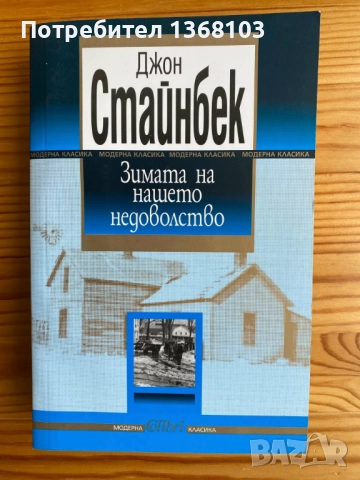 Потребител 1368103
Джон
Стайнбек
МОДЕРНА КЛАСИКА МОДЕРНА КЛАСИКА МОДЕРНА КЛАСИКА МОДЕРНА КЛАСИКА
Зимата на
нашето
недоволство
МОДЕРНА Colibri КЛАСИКА
BAZAR